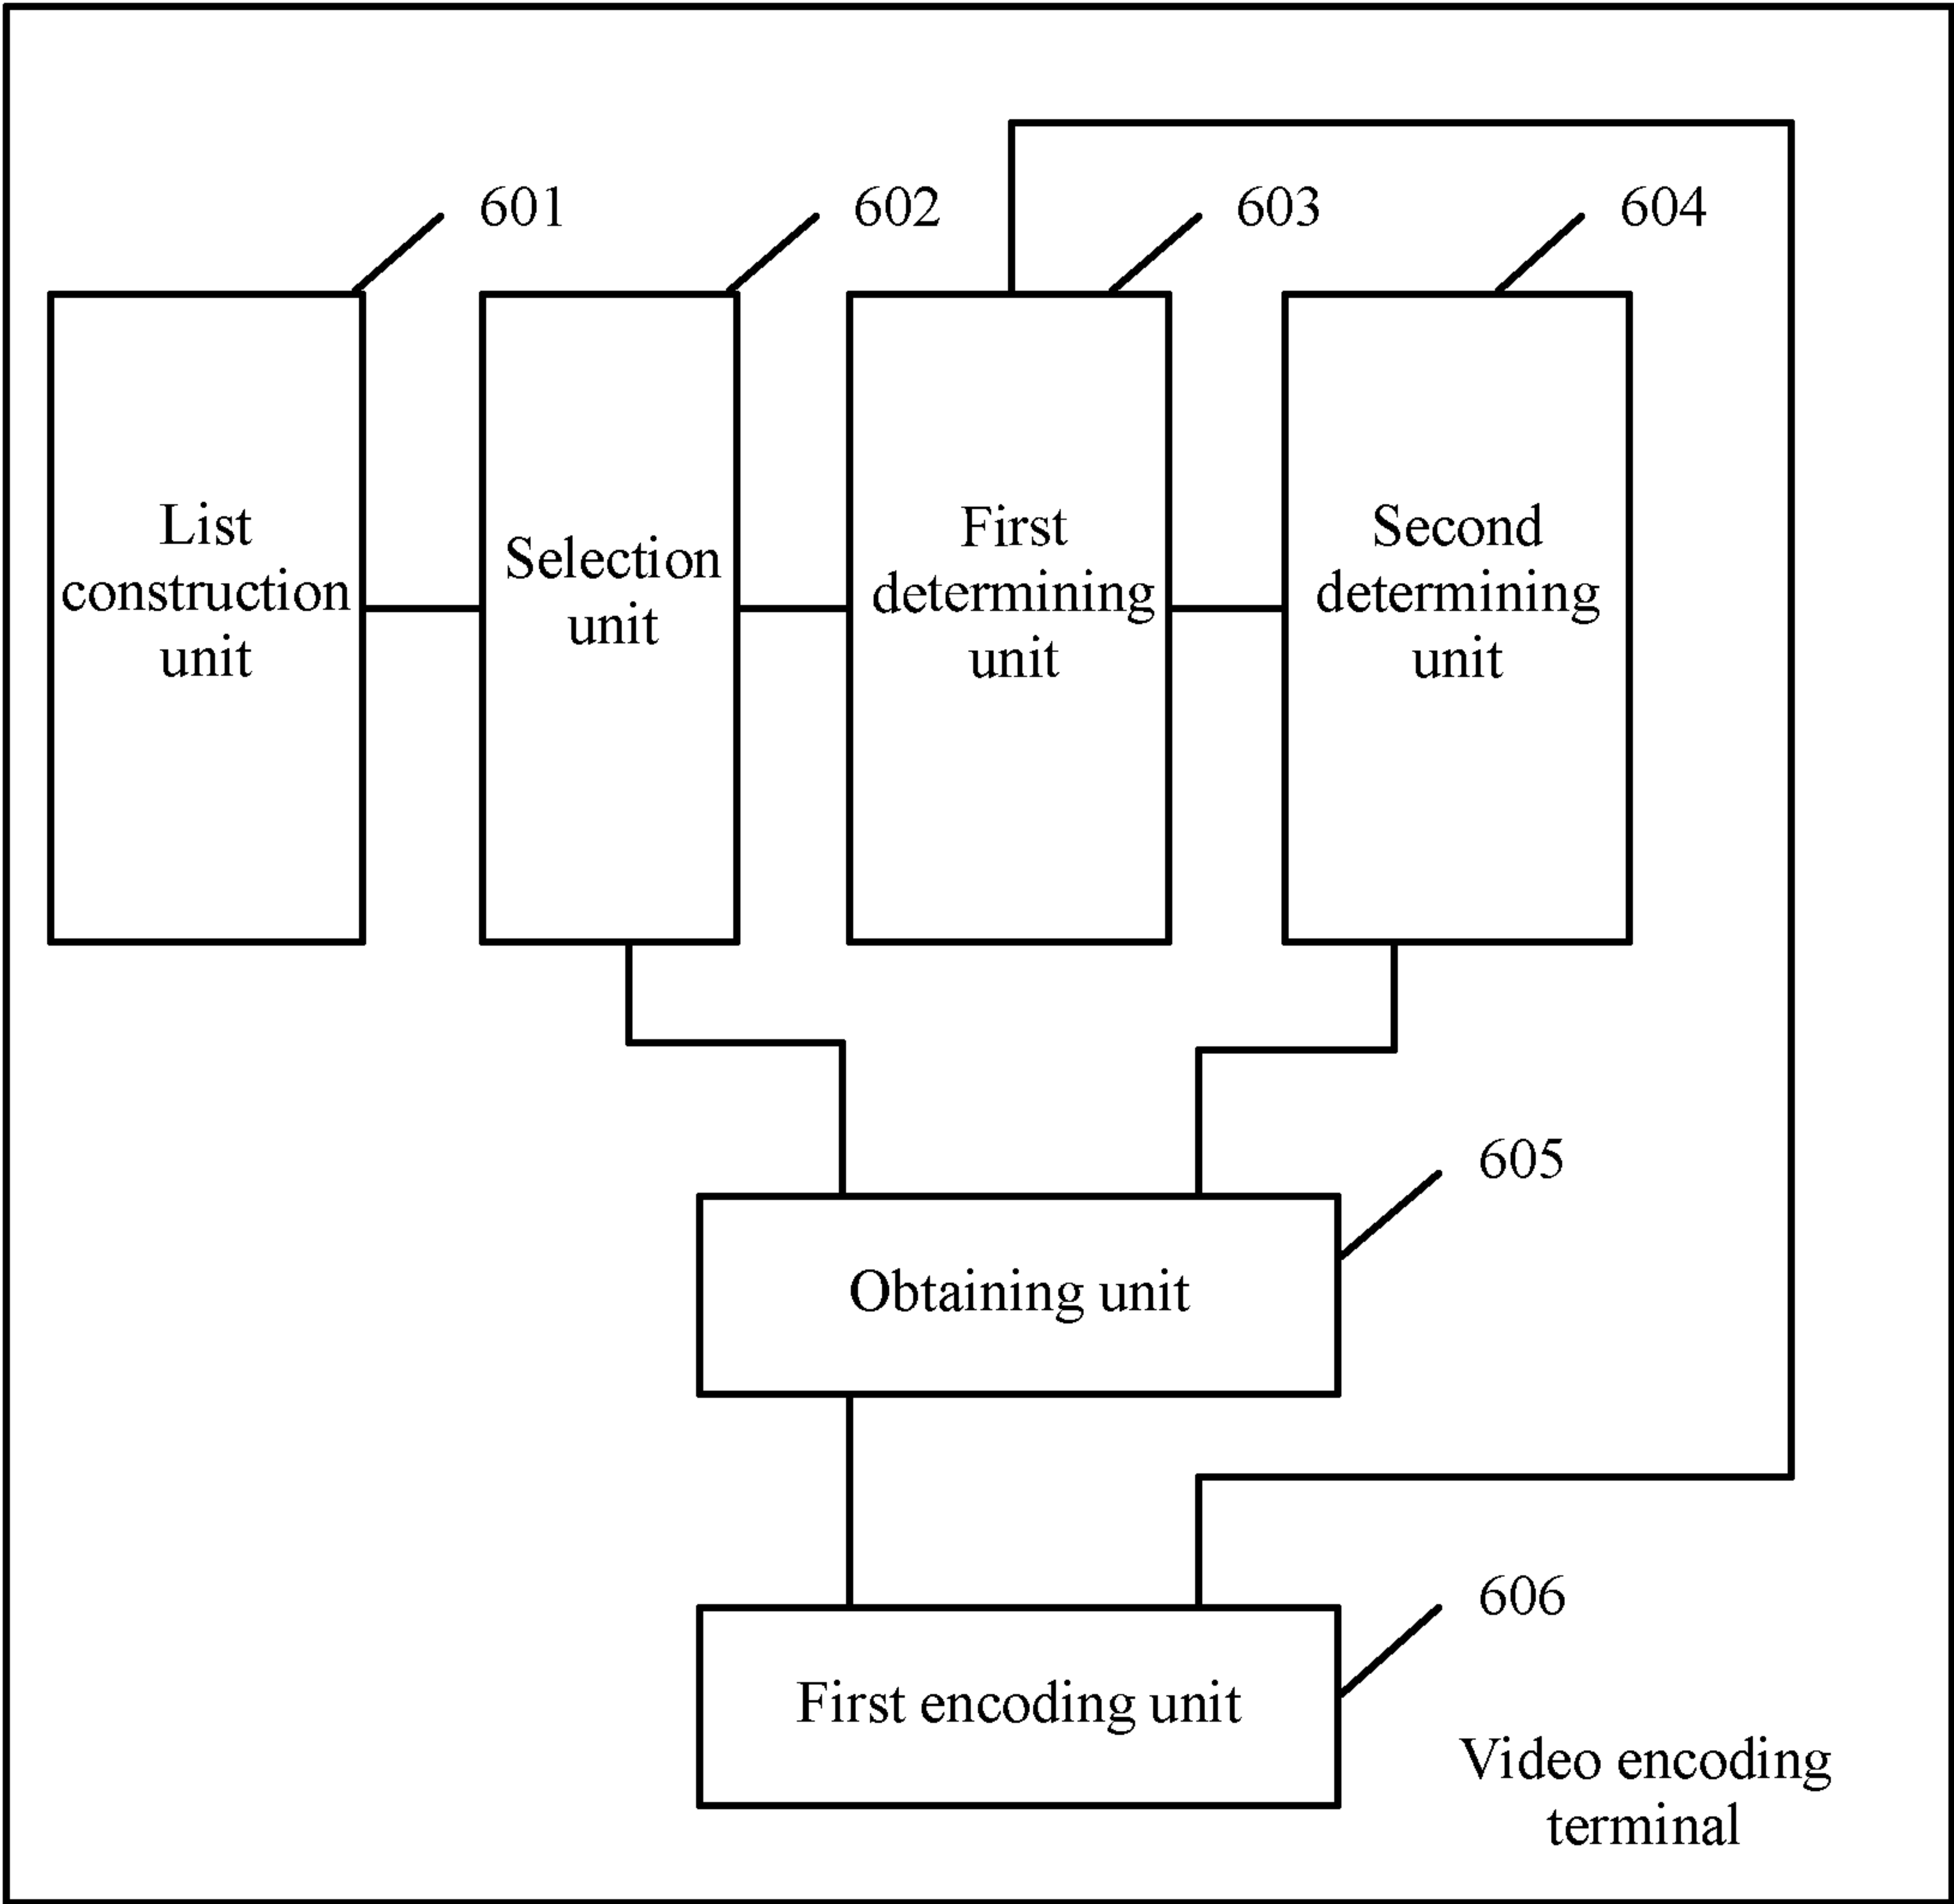 601
602
603
604
List
construction
unit
Selection
unit
First
determining
unit
Second
determining
unit
605
Obtaining unit
606
First encoding unit
Video encoding
terminal